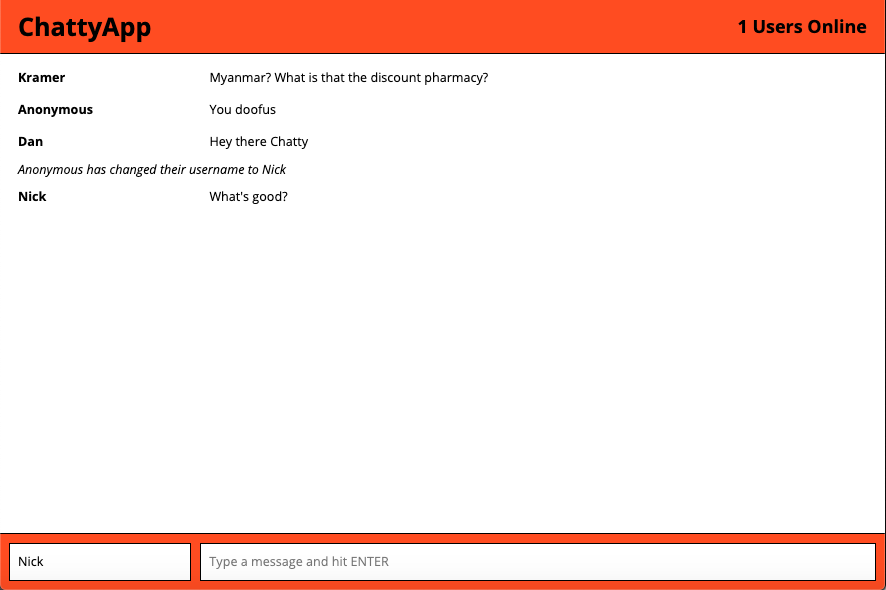 ChattyApp 1 Users Online
Kramer Myanmar? What is that the discount pharmacy?
Anonymous You doofus
Dan Hey there Chatty
Anonymous has changed their username to Nick
Nick What's good?
Nick Type a message and hit ENTER